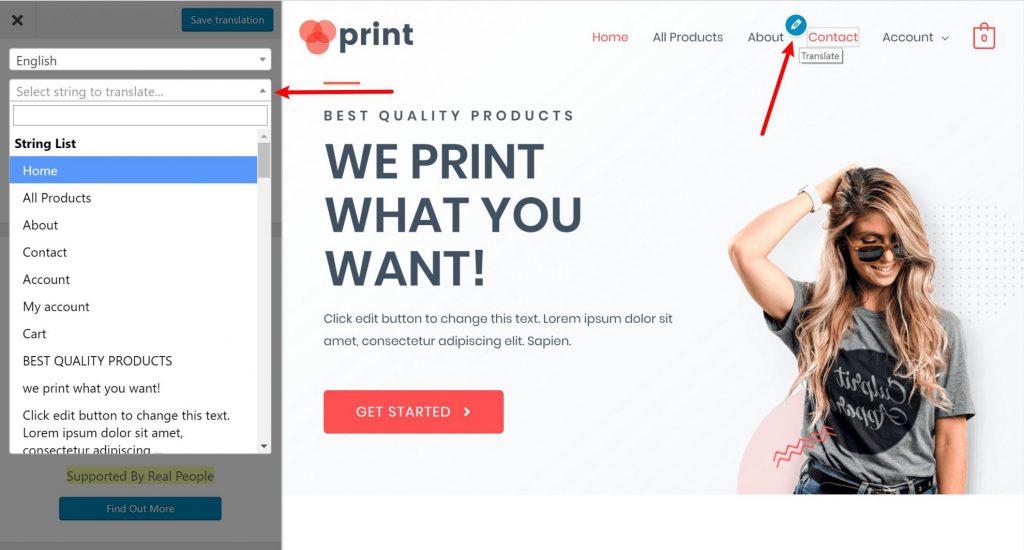 Save translation
English
Select string to translate...
String List
Home
All Products
About
Contact
Account
My account
Cart
BEST QUALITY PRODUCTS
we print what you want!
Click edit button to change this text.
Lorem ipsum dolor sit amet,
consectetur adipiscing....
Supported By Real People
Find Out More
print
Home
All Products
About
Contact
Account
0
Translate
BEST QUALITY PRODUCTS
WE PRINT
WHAT YOU
WANT!
Click edit button to change this text. Lorem ipsum dolor sit
amet, consectetur adipiscing elit. Sapien.
GET STARTED
Culprit
Apparel